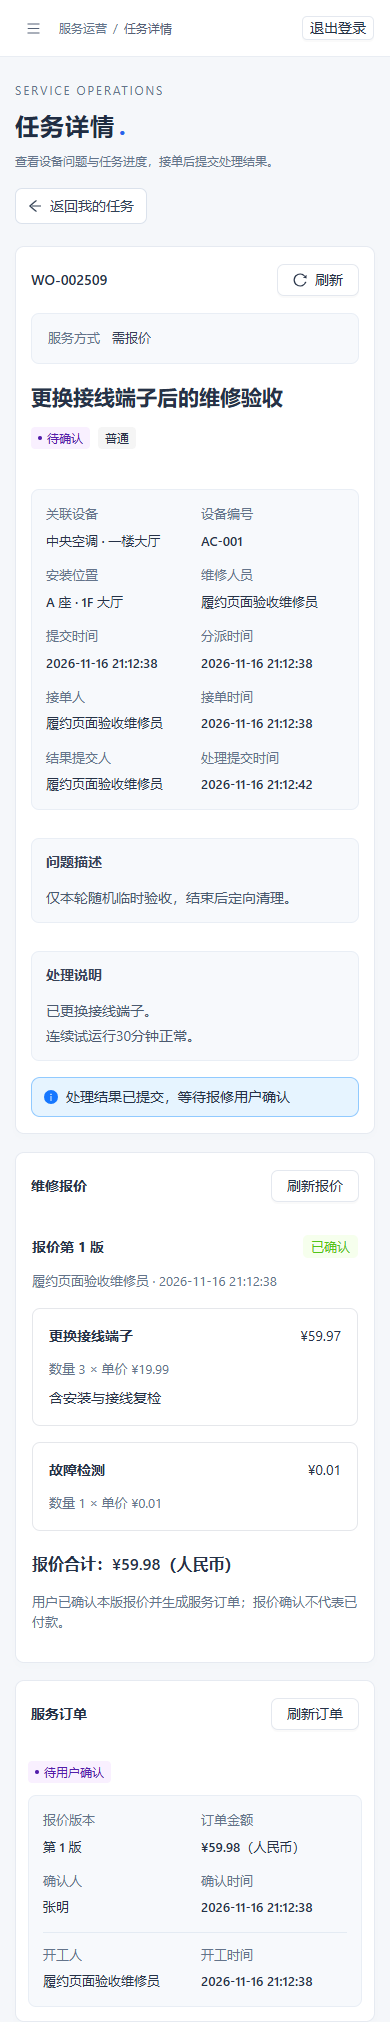 服务运营 / 任务详情
退出登录
SERVICE OPERATIONS
任务详情.
查看设备问题与任务进度，接单后提交处理结果。
返回我的任务
WO-002509
刷新
服务方式 需报价
更换接线端子后的维修验收
待确认 普通
关联设备 设备编号
中央空调 · 一楼大厅 AC-001
安装位置 维修人员
A 座 · 1F 大厅 履约页面验收维修员
提交时间 分派时间
2026-11-16 21:12:38 2026-11-16 21:12:38
接单人 接单时间
履约页面验收维修员 2026-11-16 21:12:38
结果提交人 处理提交时间
履约页面验收维修员 2026-11-16 21:12:42
问题描述
仅本轮随机临时验收，结束后定向清理。
处理说明
已更换接线端子。
连续试运行30分钟正常。
处理结果已提交，等待报修用户确认
维修报价 刷新报价
报价第 1 版 已确认
履约页面验收维修员 · 2026-11-16 21:12:38
更换接线端子 ¥59.97
数量 3 × 单价 ¥19.99
含安装与接线复检
故障检测 ¥0.01
数量 1 × 单价 ¥0.01
报价合计：¥59.98（人民币）
用户已确认本版报价并生成服务订单；报价确认不代表已
付款。
服务订单 刷新订单
待用户确认
报价版本 订单金额
第 1 版 ¥59.98（人民币）
确认人 确认时间
张明 2026-11-16 21:12:38
开工人 开工时间
履约页面验收维修员 2026-11-16 21:12:38